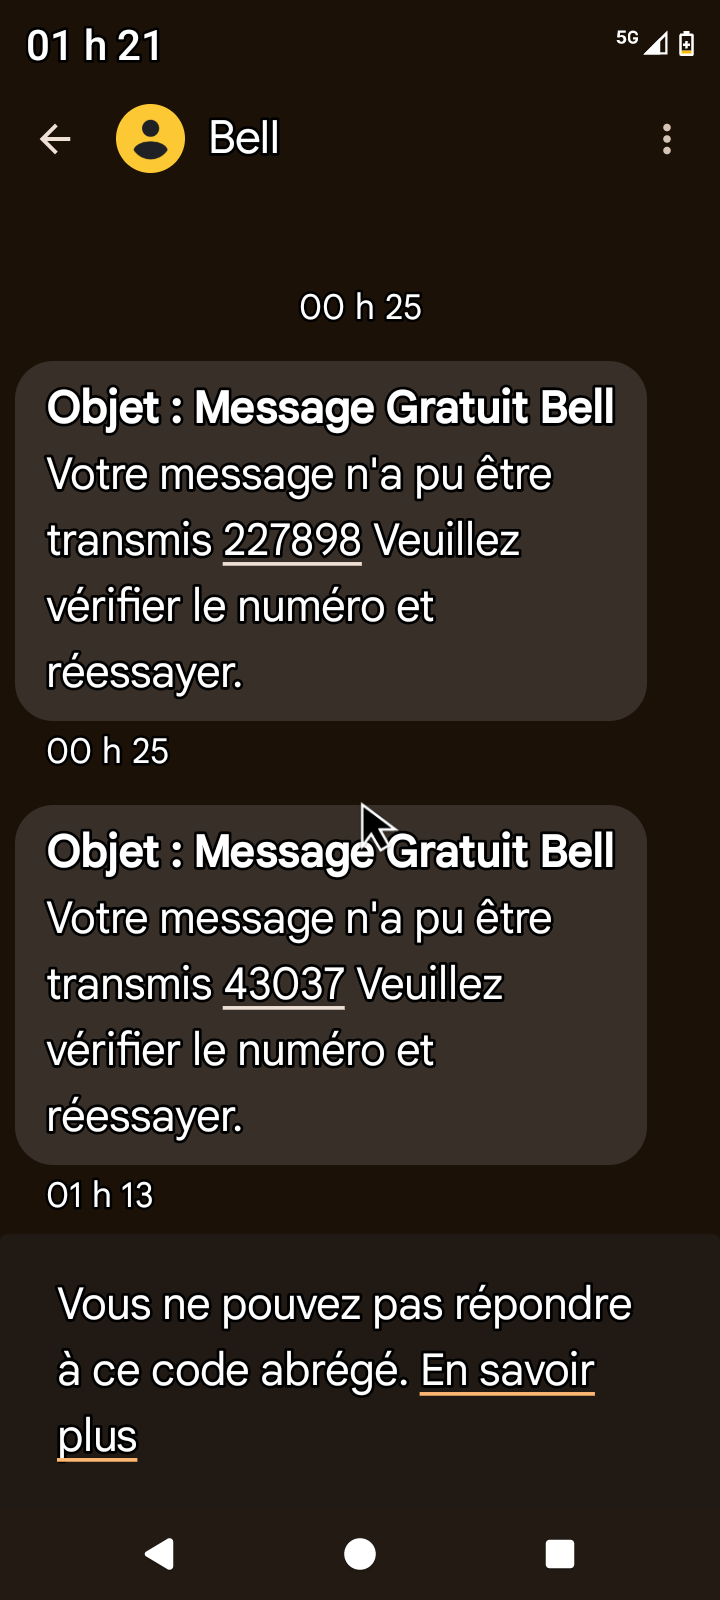 01 h 21
5G
Bell
00 h 25
Objet : Message Gratuit Bell
Votre message n'a pu être
transmis 227898 Veuillez
vérifier le numéro et
réessayer.
00 h 25
Objet : Message Gratuit Bell
Votre message n'a pu être
transmis 43037 Veuillez
vérifier le numéro et
réessayer.
01 h 13
Vous ne pouvez pas répondre
à ce code abrégé. En savoir
plus